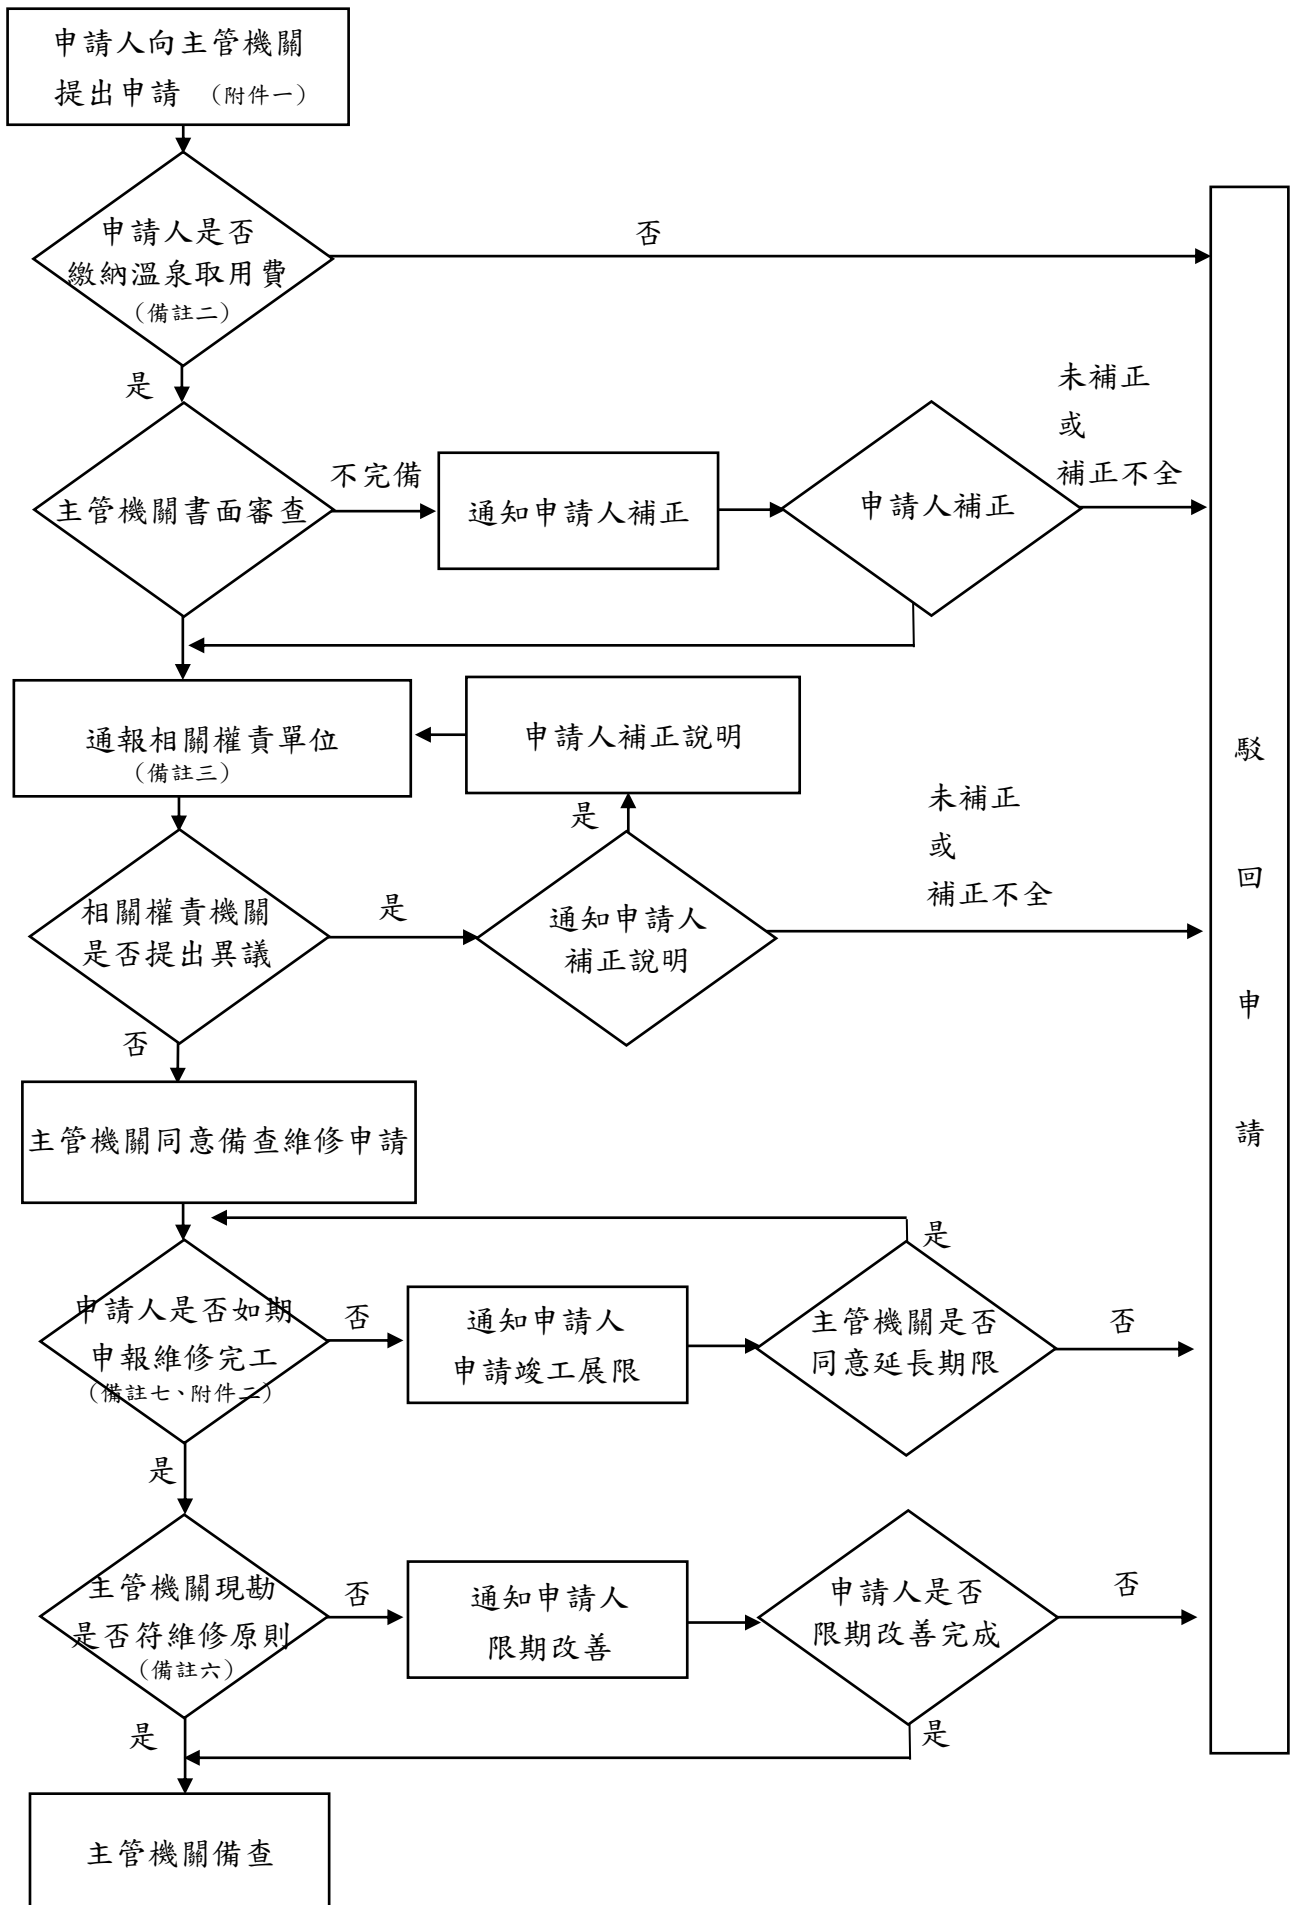 申請人向主管機關
提出申請 （附件一）
申請人是否
繳納溫泉取用費
（備註二）
否
是
主管機關書面審查
不完備
通知申請人補正
申請人補正
未補正
或
補正不全
通報相關權責單位
（備註三）
申請人補正說明
是
相關權責機關
是否提出異議
是
通知申請人
補正說明
未補正
或
補正不全
否
主管機關同意備查維修申請
申請人是否如期
申報維修完工
（備註七、附件二）
否
通知申請人
申請竣工展限
主管機關是否
同意延長期限
是
否
是
主管機關現勘
是否符維修原則
（備註六）
否
通知申請人
限期改善
申請人是否
限期改善完成
否
是
是
主管機關備查
駁
回
申
請